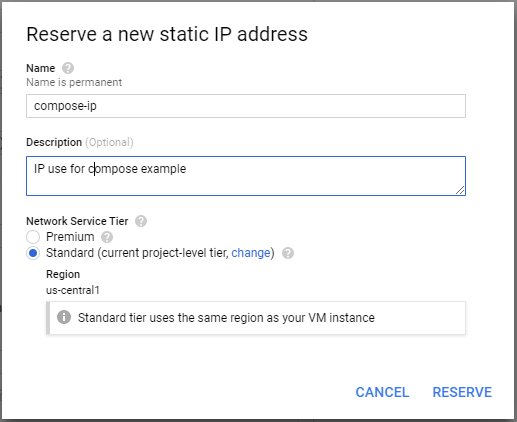 Reserve a new static IP address
Name
Name is permanent
compose-ip
Description (Optional)
IP use for compose example
Network Service Tier
Premium
Standard (current project-level tier, change)
Region
us-central1
Standard tier uses the same region as your VM instance
CANCEL RESERVE